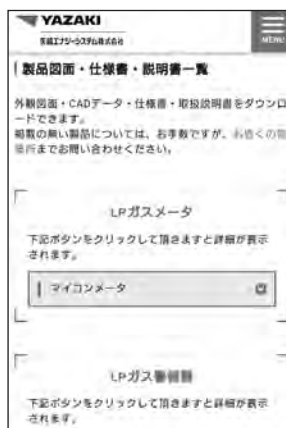 YAZAKI
矢崎エナジーシステム株式会社
MENU
製品図面・仕様書・説明書一覧
外観図面・CADデータ・仕様書・取扱説明書をダウンロ
ードできます。
掲載の無い製品については、お手数ですが、お近くの営
業所までお問い合わせください。
LPガスメータ
下記ボタンをクリックして頂きますと詳細が表示
されます。
マイコンメータ
LPガス警報器
下記ボタンをクリックして頂きますと詳細が表示
されます。